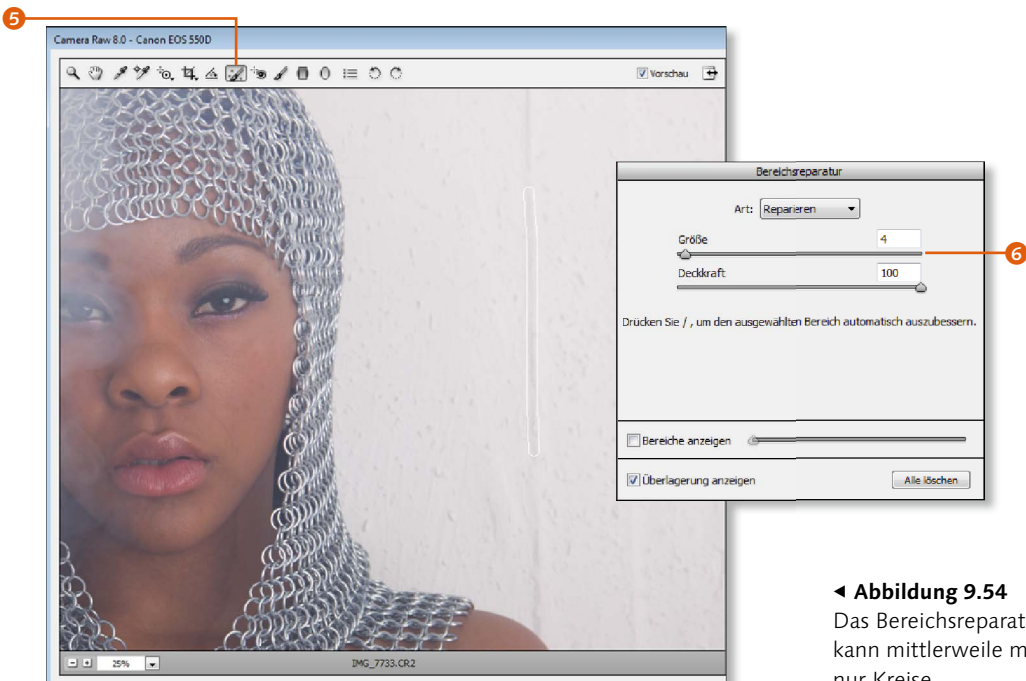 5
Camera Raw 8.0 - Canon EOS 550D
Vorschau
Bereichsreparatur
Art: Reparieren
Größe 4
6
Deckkraft 100
Drücken Sie / , um den ausgewählten Bereich automatisch auszubessern.
Bereiche anzeigen
Überlagerung anzeigen Alle löschen
Abbildung 9.54
Das Bereichsreparat
kann mittlerweile m
nur Kreise
25% IMG_7733.CR2